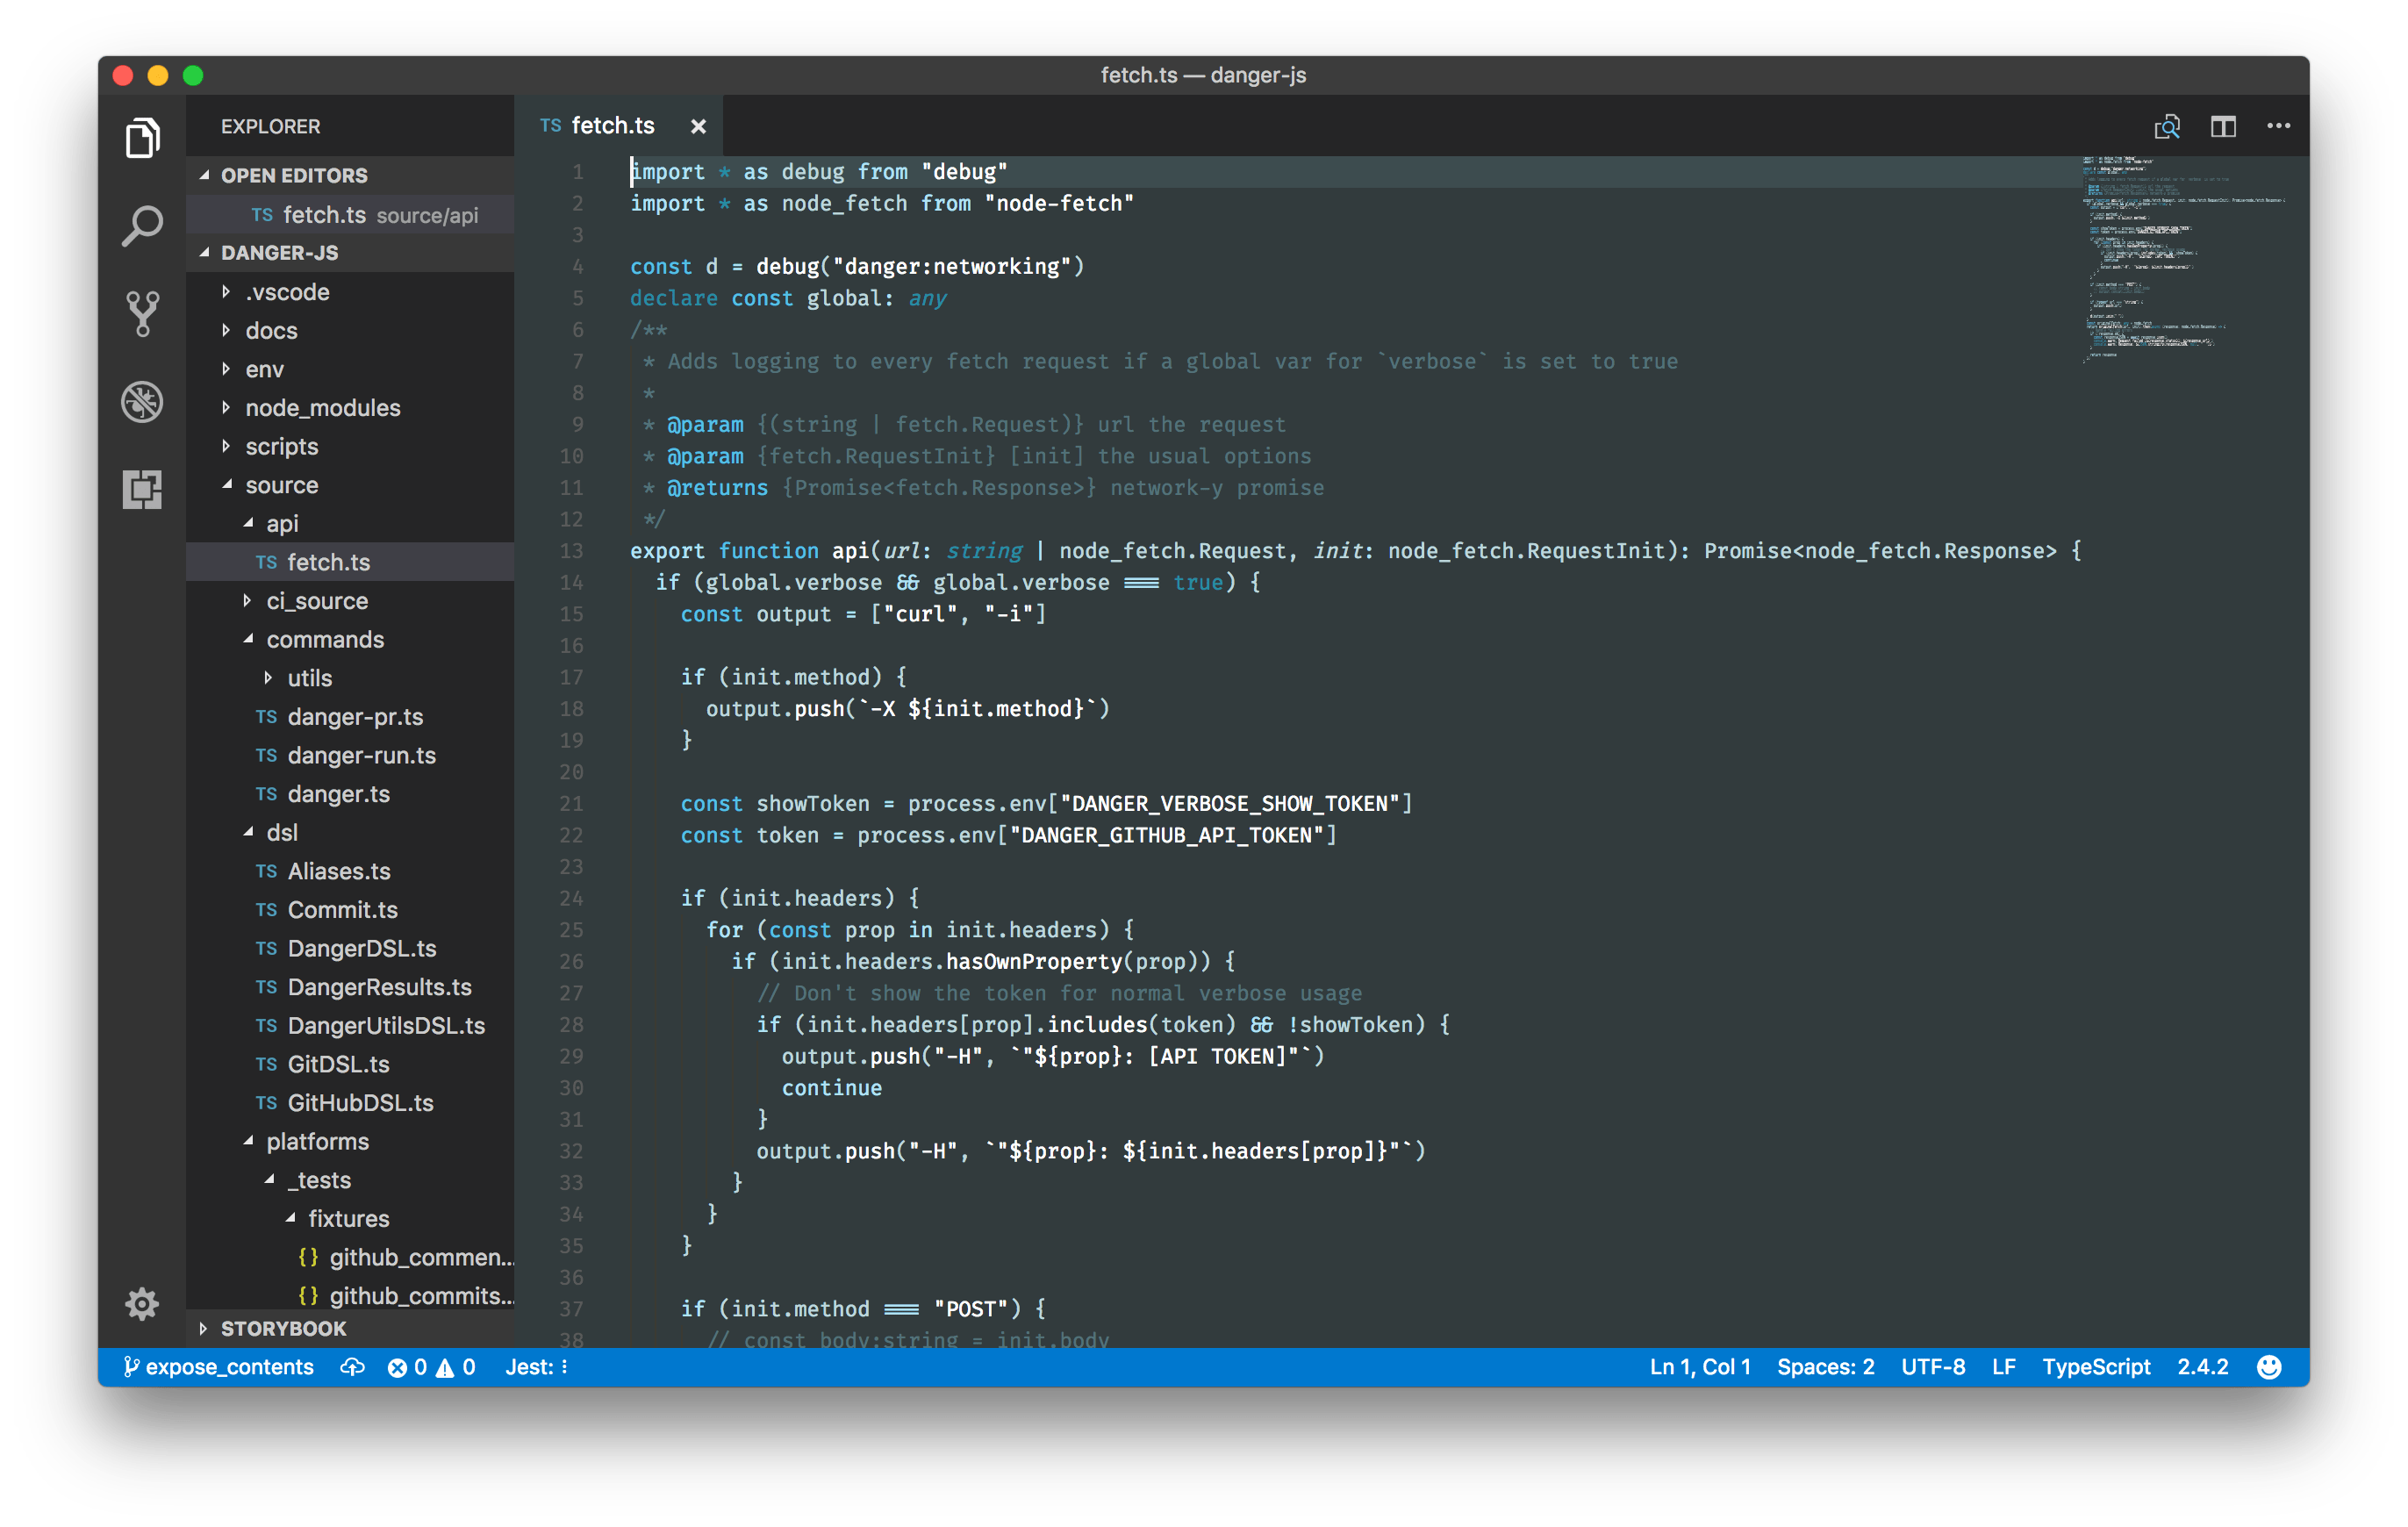 fetch.ts — danger-js
EXPLORER
OPEN EDITORS
TS fetch.ts source/api
DANGER-JS
.vscode
docs
env
node_modules
scripts
source
api
TS fetch.ts
ci_source
commands
utils
TS danger-pr.ts
TS danger-run.ts
TS danger.ts
dsl
TS Aliases.ts
TS Commit.ts
TS DangerDSL.ts
TS DangerResults.ts
TS DangerUtilsDSL.ts
TS GitDSL.ts
TS GitHubDSL.ts
platforms
_tests
fixtures
{} github_commen...
{} github_commits...
STORYBOOK
TS fetch.ts ×
1 import * as debug from "debug"
2 import * as node_fetch from "node-fetch"
3
4 const d = debug("danger:networking")
5 declare const global: any
6 /**
7 * Adds logging to every fetch request if a global var for `verbose` is set to true
8 *
9 * @param {(string | fetch.Request)} url the request
10 * @param {fetch.RequestInit} [init] the usual options
11 * @returns {Promise<fetch.Response>} network-y promise
12 */
13 export function api(url: string | node_fetch.Request, init: node_fetch.RequestInit): Promise<node_fetch.Response> {
14 if (global.verbose && global.verbose === true) {
15 const output = ["curl", "-i"]
16
17 if (init.method) {
18 output.push(`-X ${init.method}`)
19 }
20
21 const showToken = process.env["DANGER_VERBOSE_SHOW_TOKEN"]
22 const token = process.env["DANGER_GITHUB_API_TOKEN"]
23
24 if (init.headers) {
25 for (const prop in init.headers) {
26 if (init.headers.hasOwnProperty(prop)) {
27 // Don't show the token for normal verbose usage
28 if (init.headers[prop].includes(token) && !showToken) {
29 output.push("-H", `"${prop}: [API TOKEN]"`)
30 continue
31 }
32 output.push("-H", `"${prop}: ${init.headers[prop]}"`)
33 }
34 }
35 }
36
37 if (init.method === "POST") {
38 // const body:string = init.body
expose_contents 0 0 Jest: ⋮ Ln 1, Col 1 Spaces: 2 UTF-8 LF TypeScript 2.4.2